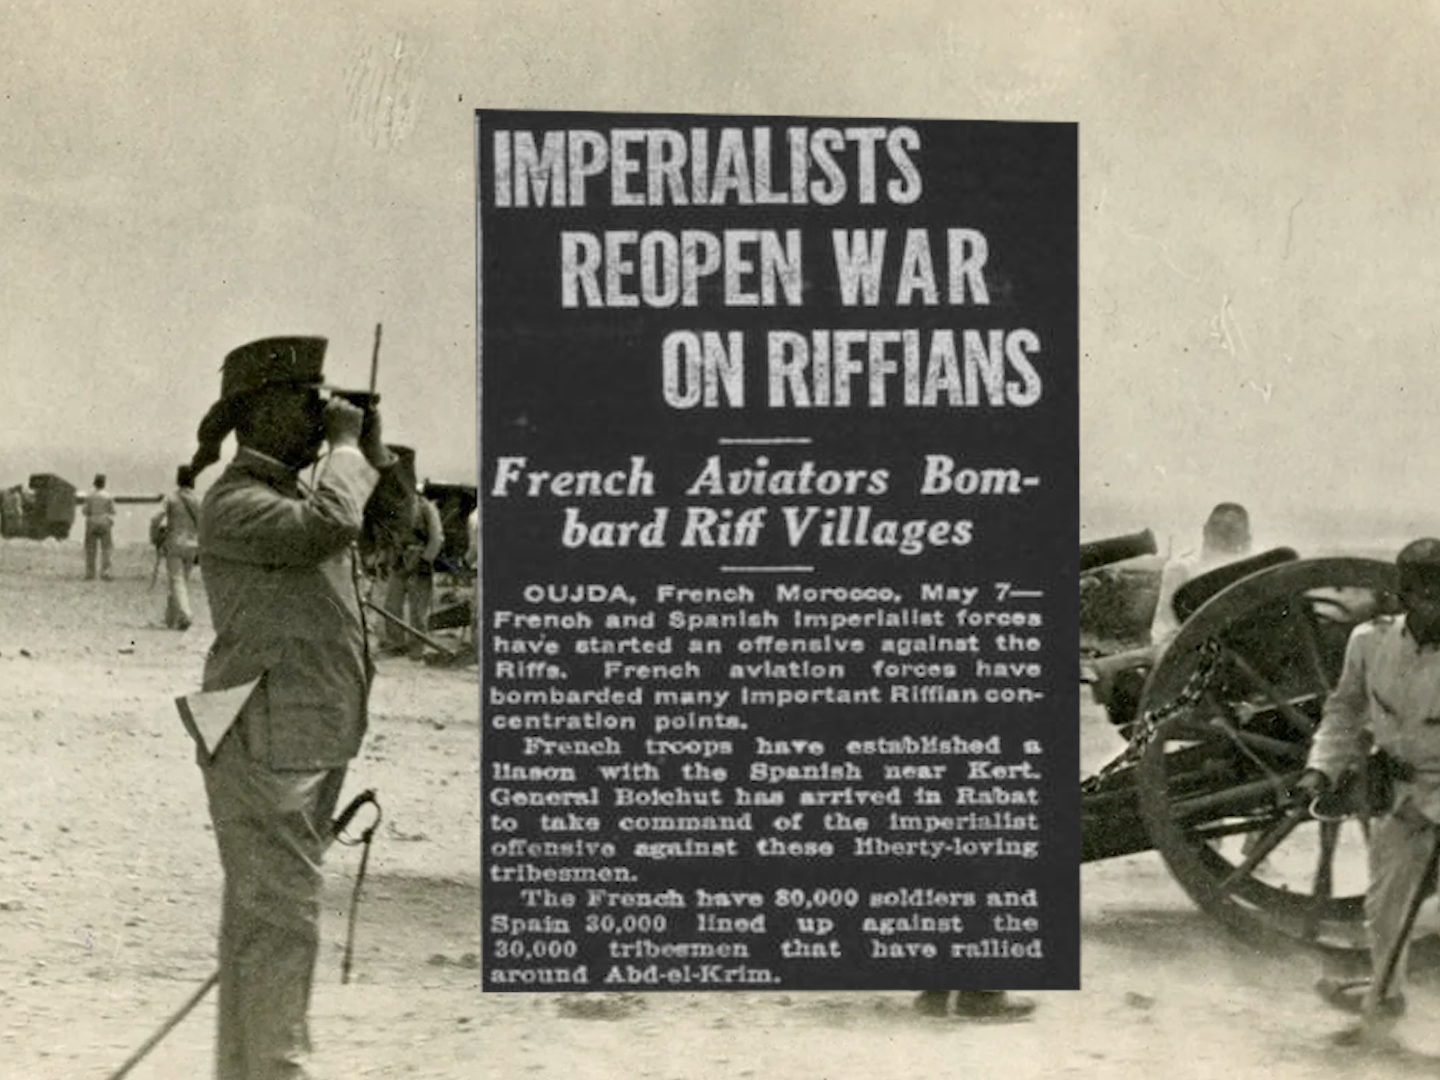 IMPERIALISTS
REOPEN WAR
ON RIFFIANS
French Aviators Bom-
bard Riff Villages
OUJDA, French Morocco, May 7—
French and Spanish imperialist forces
have started an offensive against the
Riffs. French aviation forces have
bombarded many important Riffian con-
centration points.
French troops have established a
liason with the Spanish near Kert.
General Boichut has arrived in Rabat
to take command of the imperialist
offensive against these liberty-loving
tribesmen.
The French have 80,000 soldiers and
Spain 30,000 lined up against the
30,000 tribesmen that have rallied
around Abd-el-Krim.